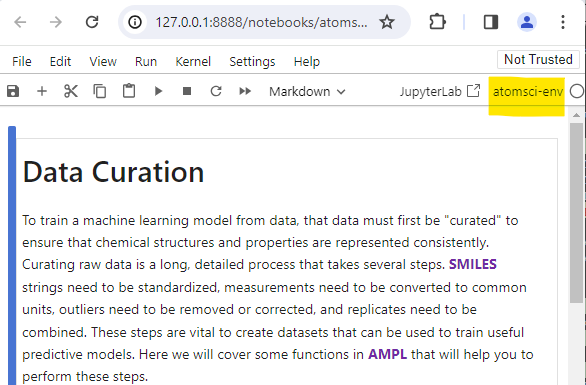 127.0.0.1:8888/notebooks/atoms...
File Edit View Run Kernel Settings Help Not Trusted
Markdown JupyterLab atomsci-env
Data Curation
To train a machine learning model from data, that data must first be "curated" to
ensure that chemical structures and properties are represented consistently.
Curating raw data is a long, detailed process that takes several steps. SMILES
strings need to be standardized, measurements need to be converted to common
units, outliers need to be removed or corrected, and replicates need to be
combined. These steps are vital to create datasets that can be used to train useful
predictive models. Here we will cover some functions in AMPL that will help you to
perform these steps.